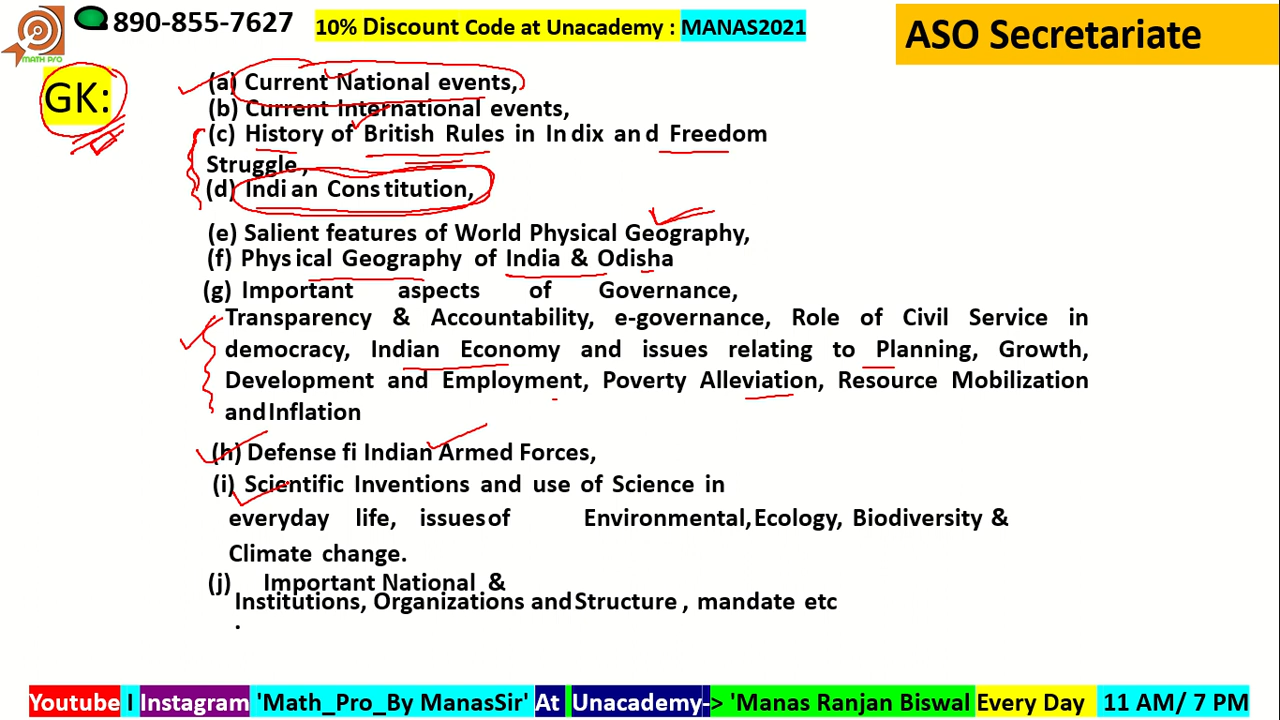 890-855-7627
10% Discount Code at Unacademy : MANAS2021
ASO Secretariate
MATH PRO
GK:
(a) Current National events,
(b) Current International events,
(c) History of British Rules in Indix and Freedom
Struggle,
(d) Indian Constitution,
(e) Salient features of World Physical Geography,
(f) Physical Geography of India & Odisha
(g) Important aspects of Governance,
Transparency & Accountability, e-governance, Role of Civil Service in
democracy, Indian Economy and issues relating to Planning, Growth,
Development and Employment, Poverty Alleviation, Resource Mobilization
andInflation
(h) Defense fi Indian Armed Forces,
(i) Scientific Inventions and use of Science in
everyday life, issuesof Environmental,Ecology, Biodiversity &
Climate change.
(j) Important National &
Institutions, Organizations andStructure , mandate etc
.
Youtube I Instagram 'Math_Pro_By ManasSir' At Unacademy-> 'Manas Ranjan Biswal Every Day 11 AM/ 7 PM